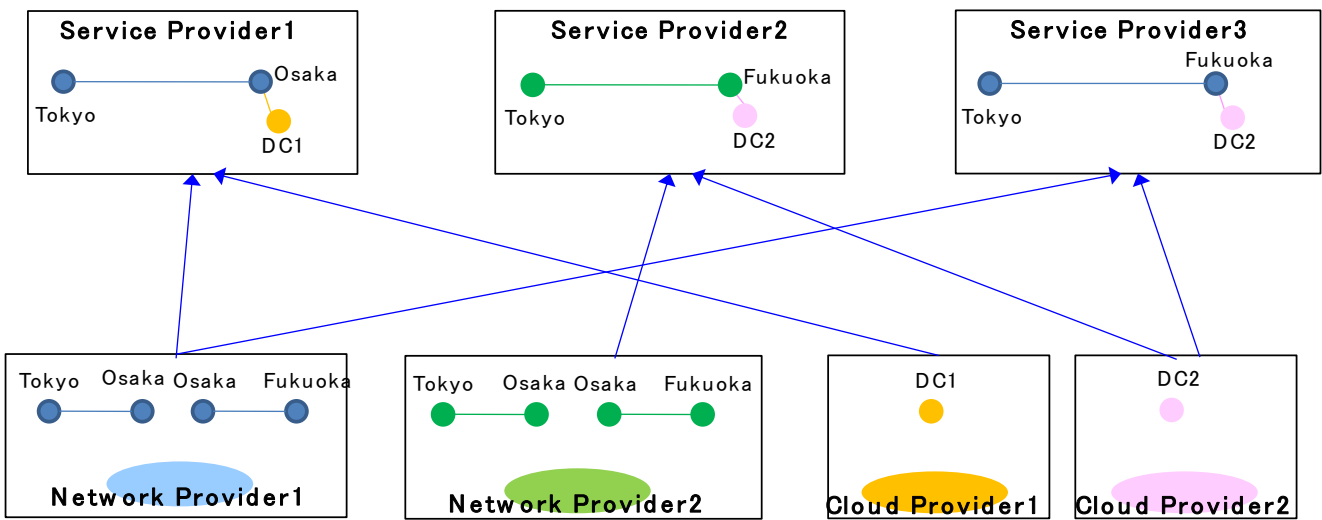 Service Provider1
Osaka
Tokyo
DC1
Service Provider2
Fukuoka
Tokyo
DC2
Service Provider3
Fukuoka
Tokyo
DC2
Tokyo Osaka Osaka Fukuoka
Network Provider1
Tokyo Osaka Osaka Fukuoka
Network Provider2
DC1
Cloud Provider1
DC2
Cloud Provider2